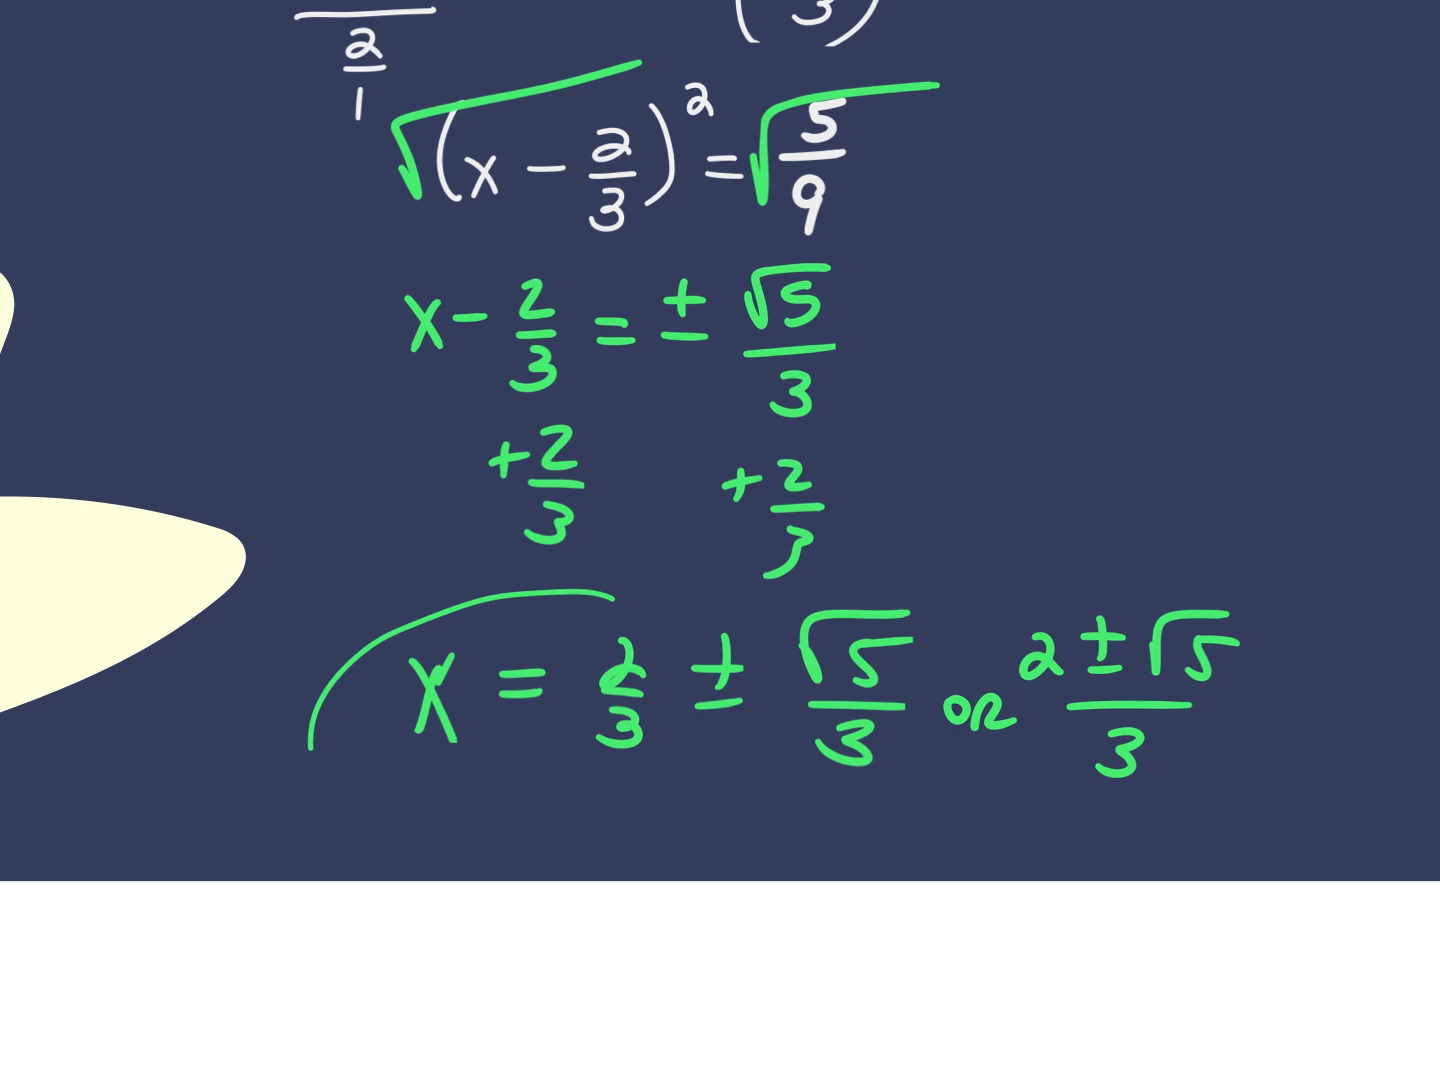 2/1
3)
√(x - 2/3)² = √5/9
x - 2/3 = ± √5/3
+ 2/3 + 2/3
x = 2/3 ± √5/3 or 2 ± √5/3